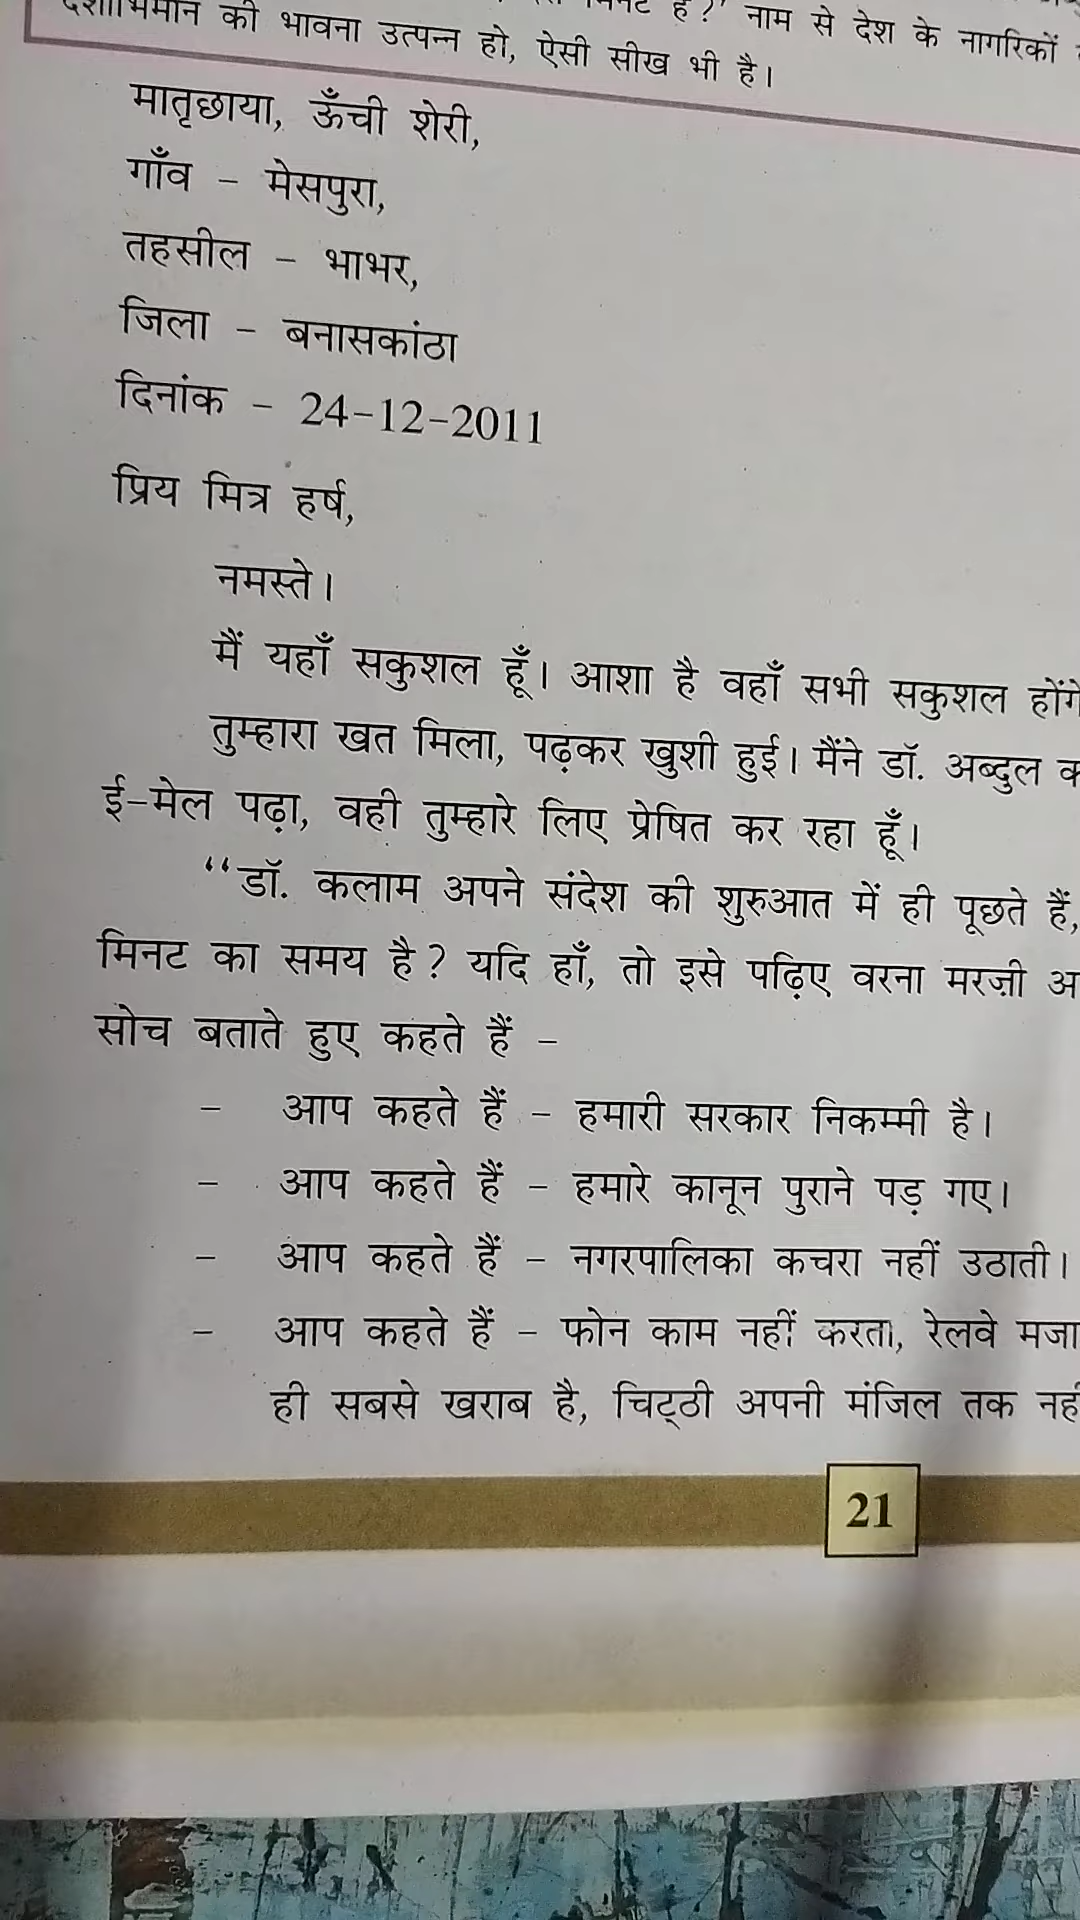 की भावना उत्पन्न हो, ऐसी सीख भी है।
है?' नाम से देश के नागरिकों
मातृछाया, ऊँची शेरी,
गाँव - मेसपुरा,
तहसील - भाभर,
जिला - बनासकांठा
दिनांक - 24-12-2011
प्रिय मित्र हर्ष,
नमस्ते।
मैं यहाँ सकुशल हूँ। आशा है वहाँ सभी सकुशल होंगे
तुम्हारा खत मिला, पढ़कर खुशी हुई। मैंने डॉ. अब्दुल
ई-मेल पढ़ा, वही तुम्हारे लिए प्रेषित कर रहा हूँ।
“डॉ. कलाम अपने संदेश की शुरुआत में ही पूछते हैं,
मिनट का समय है? यदि हाँ, तो इसे पढ़िए वरना मरज़ी
सोच बताते हुए कहते हैं -
- आप कहते हैं - हमारी सरकार निकम्मी है।
- आप कहते हैं - हमारे कानून पुराने पड़ गए।
- आप कहते हैं - नगरपालिका कचरा नहीं उठाती।
- आप कहते हैं - फोन काम नहीं करता, रेलवे
ही सबसे खराब है, चिट्ठी अपनी मंजिल तक
21